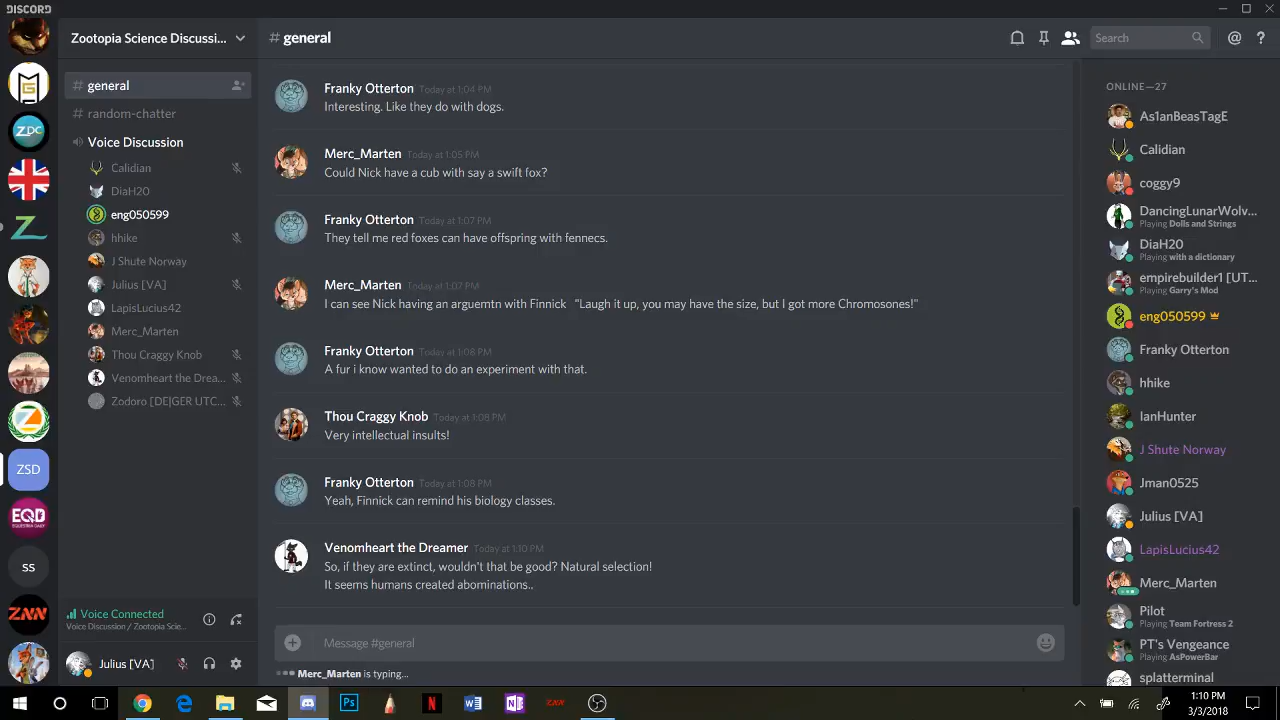 DISCORD
Zootopia Science Discussi...
# general
Search
@
?
# general
# random-chatter
Voice Discussion
Calidian
DiaH20
eng050599
hhike
J Shute Norway
Julius [VA]
LapisLucius42
Merc_Marten
Thou Craggy Knob
Venomheart the Drea...
Zodoro [DE|GER UTC...
ZDC
ZSD
EQD
EQUESTRIA DAILY
ss
ZNN
Voice Connected
Voice Discussion / Zootopia Scie...
Julius [VA]
Franky Otterton Today at 1:04 PM
Interesting. Like they do with dogs.
Merc_Marten Today at 1:05 PM
Could Nick have a cub with say a swift fox?
Franky Otterton Today at 1:07 PM
They tell me red foxes can have offspring with fennecs.
Merc_Marten Today at 1:07 PM
I can see Nick having an arguemtn with Finnick "Laugh it up, you may have the size, but I got more Chromosones!"
Franky Otterton Today at 1:08 PM
A fur i know wanted to do an experiment with that.
Thou Craggy Knob Today at 1:08 PM
Very intellectual insults!
Franky Otterton Today at 1:08 PM
Yeah, Finnick can remind his biology classes.
Venomheart the Dreamer Today at 1:10 PM
So, if they are extinct, wouldn't that be good? Natural selection!
It seems humans created abominations..
Message #general
Merc_Marten is typing...
ONLINE—27
As1anBeasTagE
Calidian
coggy9
DancingLunarWolv...
Playing Dolls and Strings
DiaH20
Playing with a dictionary
empirebuilder1 [UT...
Playing Garry's Mod
eng050599
Franky Otterton
hhike
IanHunter
J Shute Norway
Jman0525
Julius [VA]
LapisLucius42
Merc_Marten
Pilot
Playing Team Fortress 2
PT's Vengeance
Playing AsPowerBar
splatterminal
Ps
N
W
N
ZNN
1:10 PM
3/3/2018